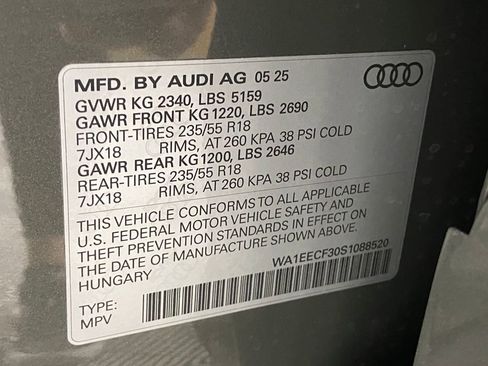 MFD. BY AUDI AG 05 25
GVWR KG 2340, LBS 5159
GAWR FRONT KG 1220, LBS 2690
FRONT-TIRES 235/55 R18
7JX18 RIMS, AT 260 KPA 38 PSI COLD
GAWR REAR KG 1200, LBS 2646
REAR-TIRES 235/55 R18
7JX18 RIMS, AT 260 KPA 38 PSI COLD
THIS VEHICLE CONFORMS TO ALL APPLICABLE
U.S. FEDERAL MOTOR VEHICLE SAFETY AND
THEFT PREVENTION STANDARDS IN EFFECT ON
THE DATE OF MANUFACTURE SHOWN ABOVE.
HUNGARY
WA1EECF30S1088520
TYPE:
MPV